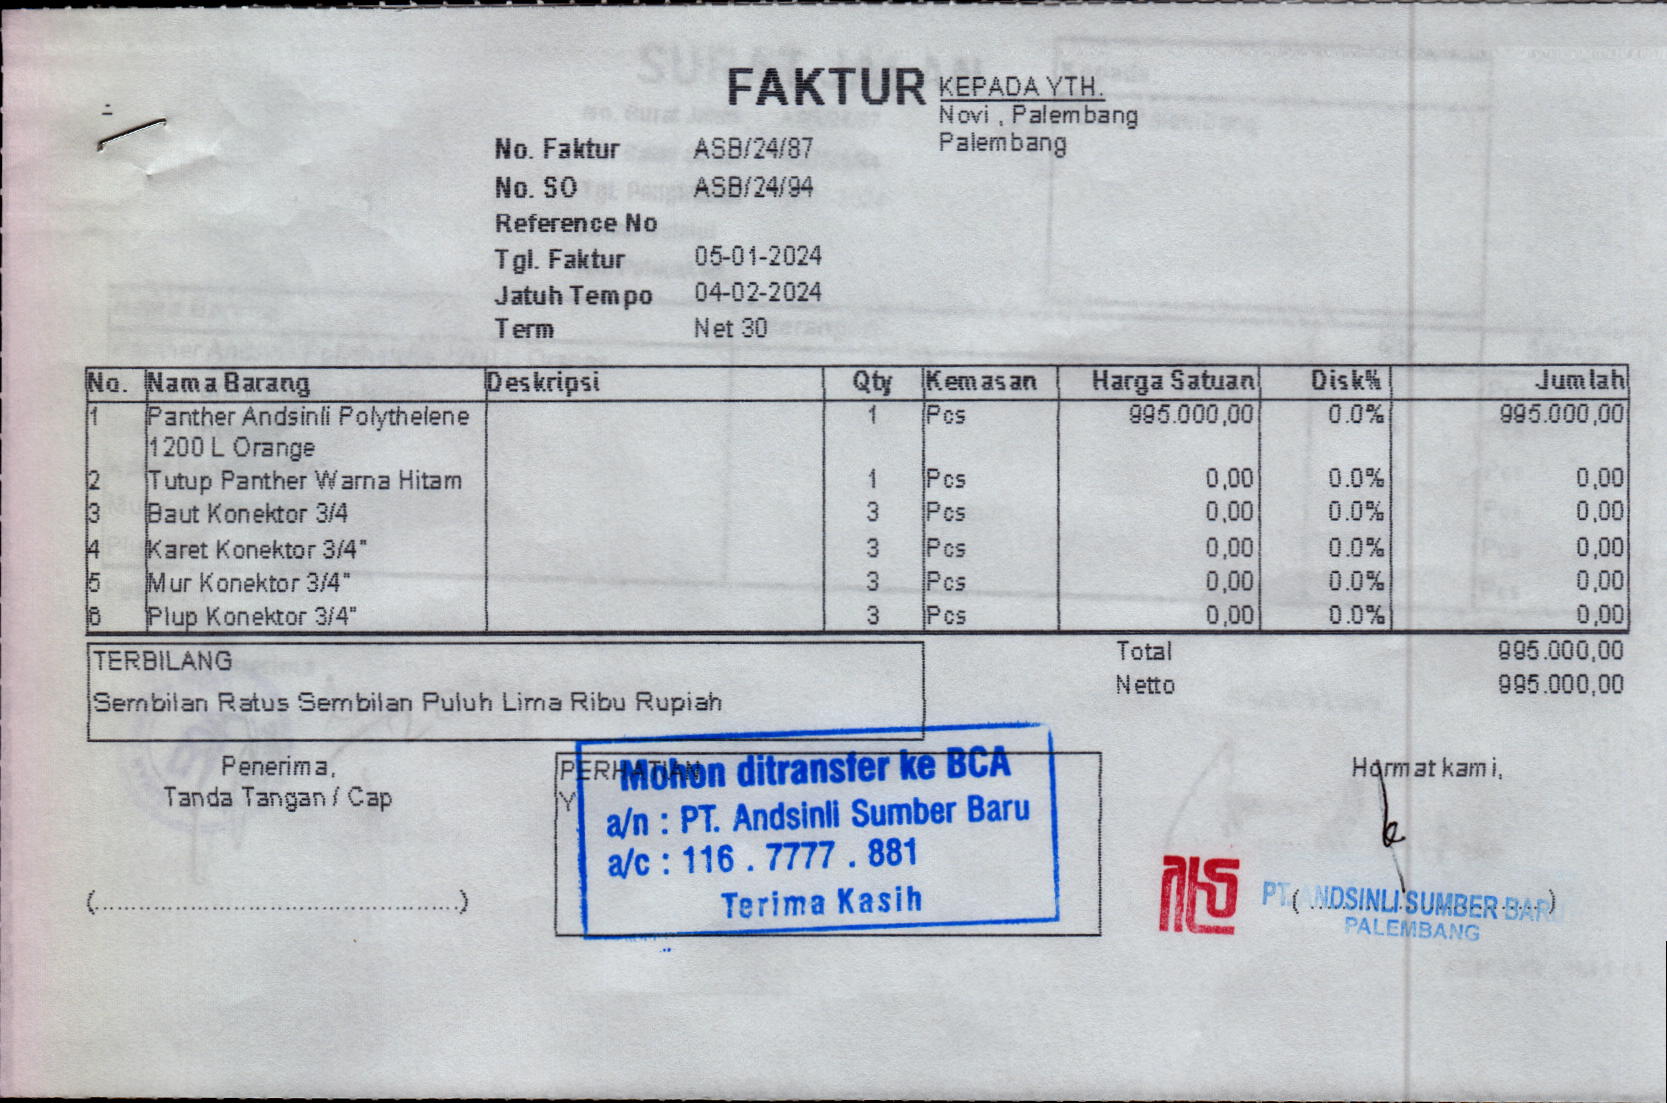 FAKTUR
KEPADA YTH.
Novi , Palembang
Palembang
No. Faktur ASB/24/87
No. SO ASB/24/94
Reference No
Tgl. Faktur 05-01-2024
Jatuh Tempo 04-02-2024
Term Net 30
No. Nama Barang Deskripsi Qty Kemasan Harga Satuan Disk% Jumlah
1 Panther Andsinli Polythelene 1 Pcs 995.000,00 0.0% 995.000,00
1200 L Orange
2 Tutup Panther Warna Hitam 1 Pcs 0,00 0.0% 0,00
3 Baut Konektor 3/4 3 Pcs 0,00 0.0% 0,00
4 Karet Konektor 3/4" 3 Pcs 0,00 0.0% 0,00
5 Mur Konektor 3/4" 3 Pcs 0,00 0.0% 0,00
6 Plup Konektor 3/4" 3 Pcs 0,00 0.0% 0,00
TERBILANG
Sembilan Ratus Sembilan Puluh Lima Ribu Rupiah
Total 995.000,00
Netto 995.000,00
Penerima,
Tanda Tangan / Cap
(..............................................)
PERHATIAN
Y
Mohon ditransfer ke BCA
a/n : PT. Andsinli Sumber Baru
a/c : 116 . 7777 . 881
Terima Kasih
Hormat kami,
PT. ANDSINLI SUMBER BARU
PALEMBANG